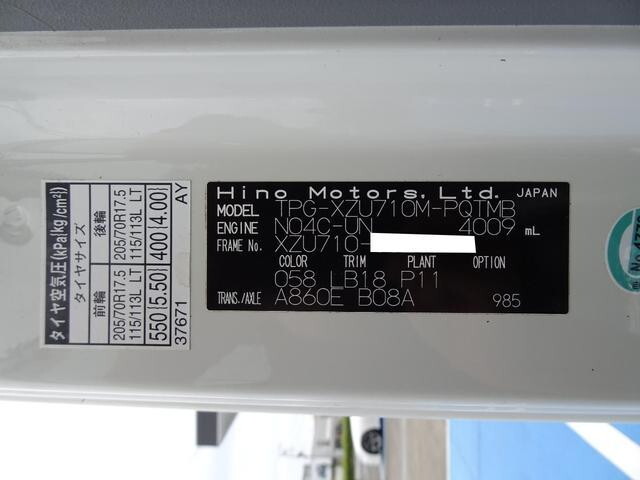 タイヤ空気圧(kPa{kg/cm²})
タイヤサイズ
前輪 後輪
205/70R17.5 205/70R17.5
115/113L LT 115/113L LT
550{5.50} 400{4.00}
37671 AY
Hino Motors, Ltd. JAPAN
MODEL TPG-XZU710M-PQTMB
ENGINE N04C-UN 4009 mL
FRAME No. XZU710-
COLOR TRIM PLANT OPTION
058 LB18 P11
TRANS./AXLE A860E B08A 985